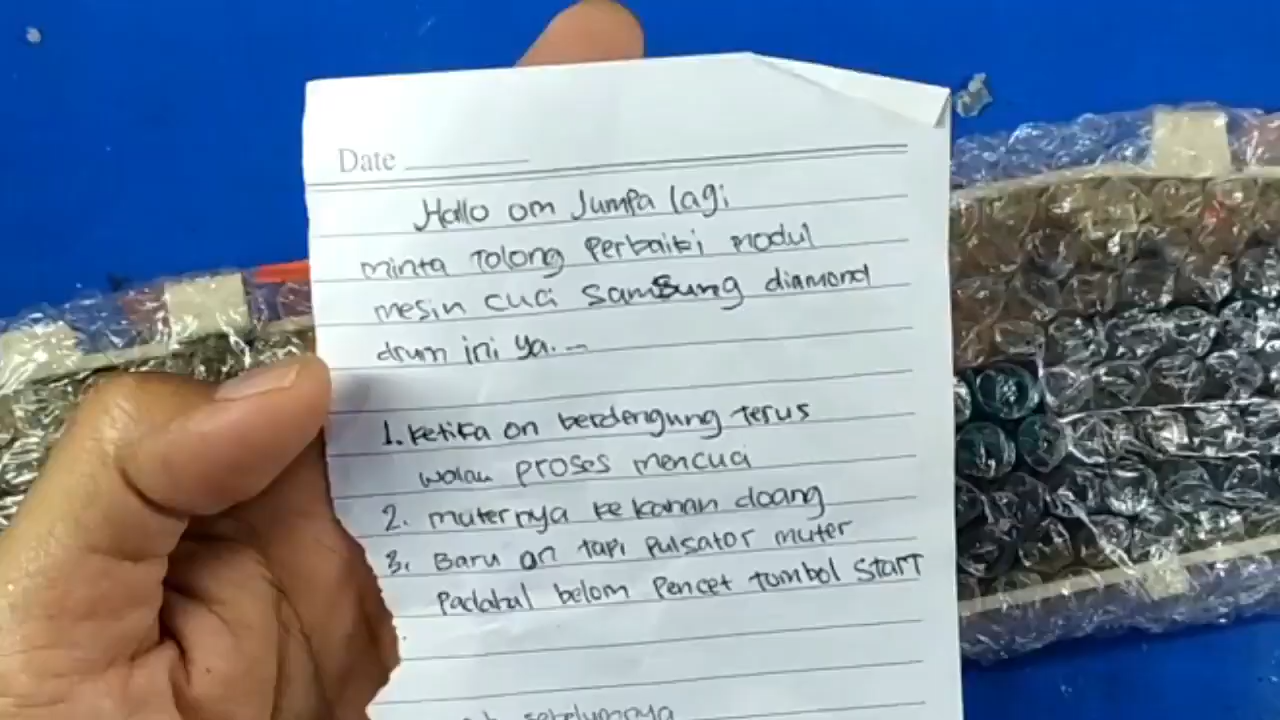 Date
Hallo om Jumpa lagi
minta Tolong Perbaiki modul
mesin cuci samsung diamond
drum ini ya...
1. Ketika on berdengung terus
walau proses mencuci
2. muternya ke kanan doang
3. Baru on tapi Pulsator muter
Padahal belom Pencet tombol START
sebelumnya